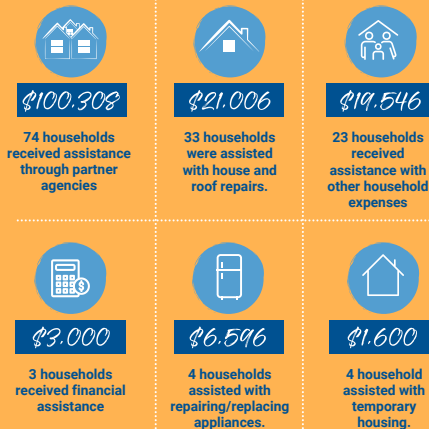 $100.308
74 households
received assistance
through partner
agencies
$21.006
33 households
were assisted
with house and
roof repairs.
$19.546
23 households
received
assistance with
other household
expenses
$3.000
3 households
received financial
assistance
$6.596
4 households
assisted with
repairing/replacing
appliances.
$1.600
4 household
assisted with
temporary
housing.